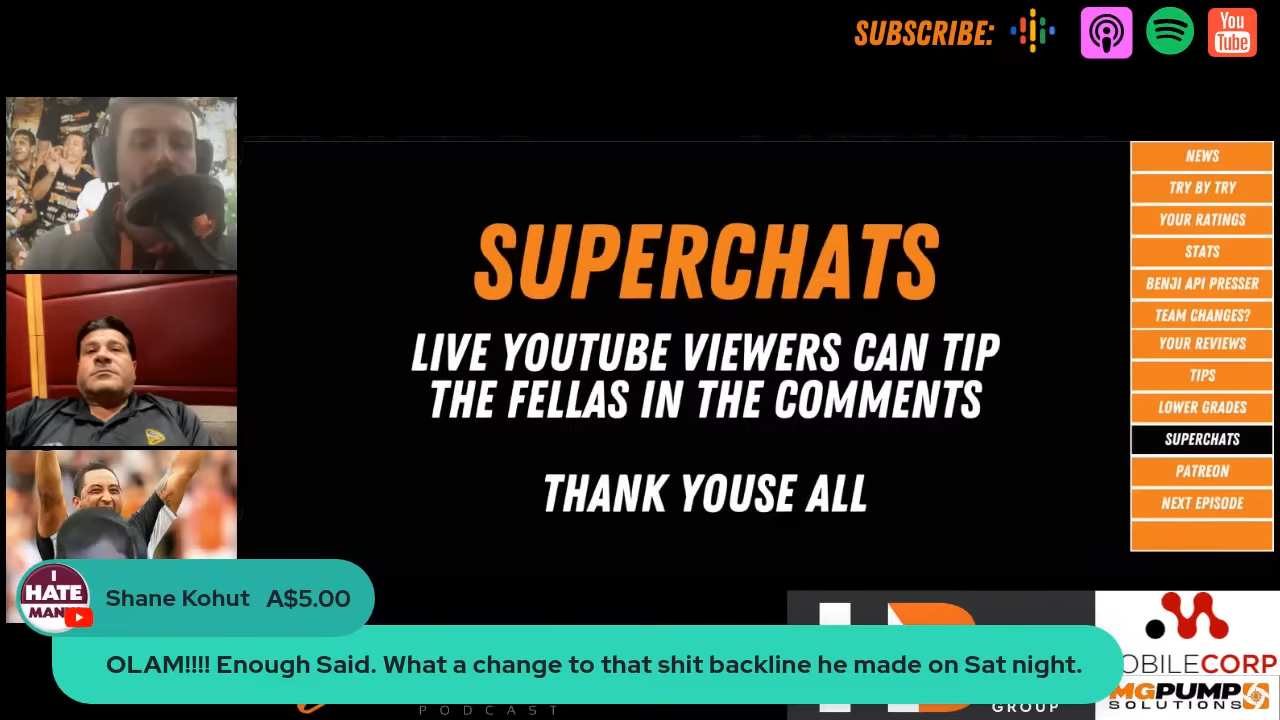 SUBSCRIBE:
You
Tube
NEWS
TRY BY TRY
YOUR RATINGS
STATS
BENJI API PRESSER
TEAM CHANGES?
YOUR REVIEWS
TIPS
LOWER GRADES
SUPERCHATS
PATREON
NEXT EPISODE
SUPERCHATS
LIVE YOUTUBE VIEWERS CAN TIP
THE FELLAS IN THE COMMENTS
THANK YOUSE ALL
I
HATE
Shane Kohut A$5.00
OLAM!!!! Enough Said. What a change to that shit backline he made on Sat night.
PODCAST
GROUP
OBILECORP
MGPUMP
SOLUTIONS